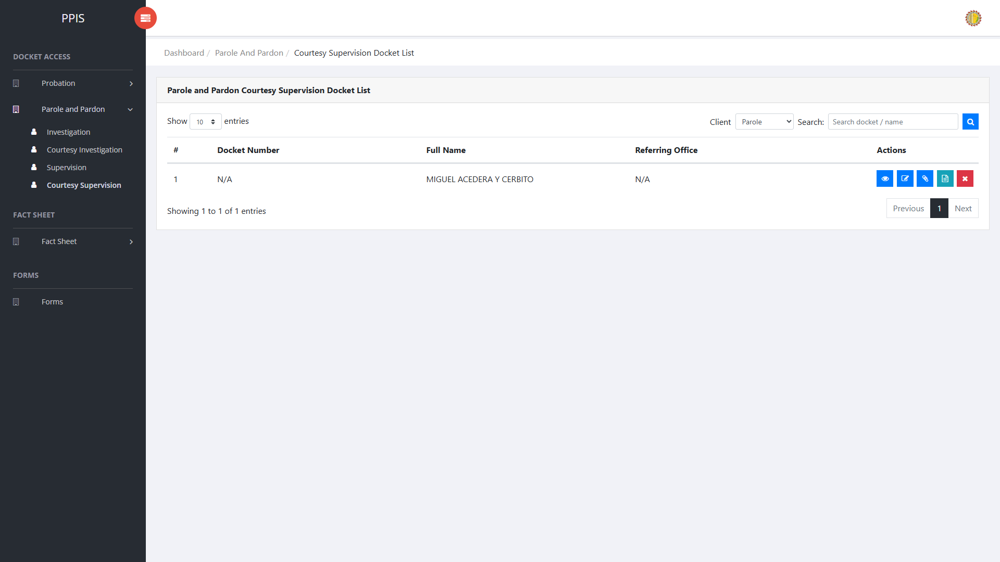 PPIS
DOCKET ACCESS
Probation
Parole and Pardon
Investigation
Courtesy Investigation
Supervision
Courtesy Supervision
FACT SHEET
Fact Sheet
FORMS
Forms
Dashboard / Parole And Pardon / Courtesy Supervision Docket List
Parole and Pardon Courtesy Supervision Docket List
Show 10 entries Client Parole Search: Search docket / name
# Docket Number Full Name Referring Office Actions
1 N/A MIGUEL ACEDERA Y CERBITO N/A
Showing 1 to 1 of 1 entries Previous 1 Next